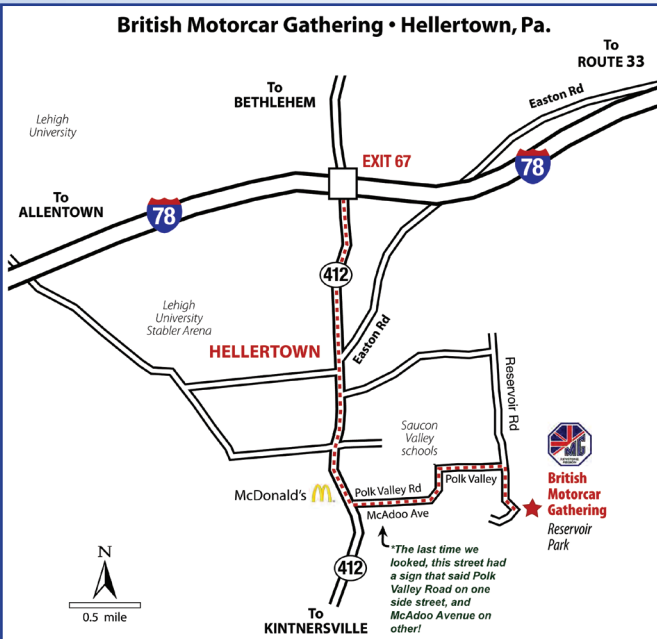 British Motorcar Gathering • Hellertown, Pa.
To
ROUTE 33
To
BETHLEHEM
Easton Rd
Lehigh
University
EXIT 67
78
To
ALLENTOWN
78
412
Lehigh
University
Stabler Arena
Easton Rd
HELLERTOWN
Reservoir Rd
Saucon
Valley
schools
MG
British
Motorcar
Gathering
Reservoir
Park
Polk Valley
McDonald's
Polk Valley Rd
McAdoo Ave
*The last time we
looked, this street had
a sign that said Polk
Valley Road on one
side street, and
McAdoo Avenue on
other!
N
0.5 mile
412
To
KINTNERSVILLE